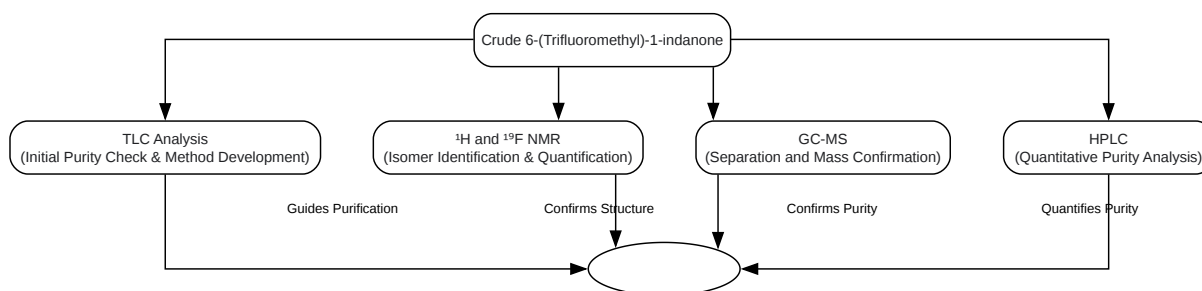 Crude 6-(Trifluoromethyl)-1-indanone
TLC Analysis
(Initial Purity Check & Method Development)
¹H and ¹⁹F NMR
(Isomer Identification & Quantification)
GC-MS
(Separation and Mass Confirmation)
HPLC
(Quantitative Purity Analysis)
Guides Purification
Confirms Structure
Confirms Purity
Quantifies Purity